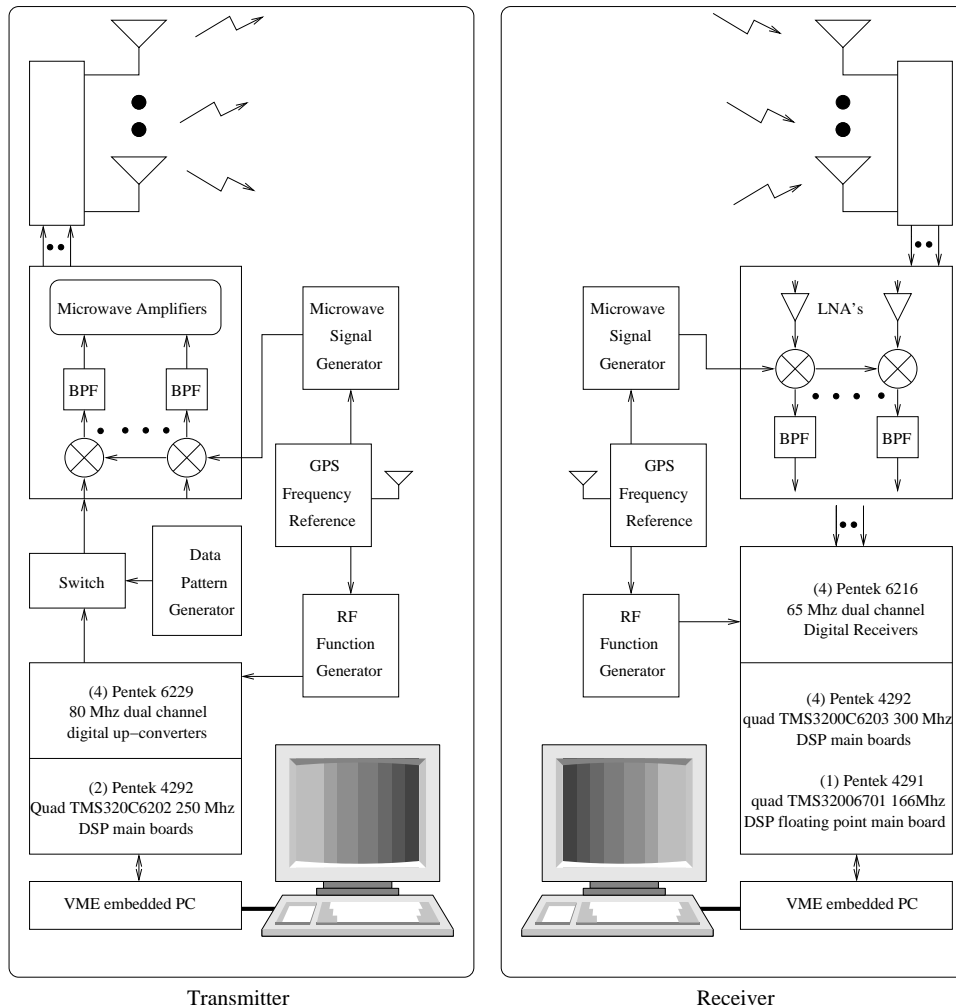 Microwave Amplifiers
BPF
BPF
Microwave
Signal
Generator
GPS
Frequency
Reference
Switch
Data
Pattern
Generator
RF
Function
Generator
(4) Pentek 6229
80 Mhz dual channel
digital up–converters
(2) Pentek 4292
Quad TMS320C6202 250 Mhz
DSP main boards
VME embedded PC
Transmitter
Microwave
Signal
Generator
LNA's
BPF
BPF
GPS
Frequency
Reference
RF
Function
Generator
(4) Pentek 6216
65 Mhz dual channel
Digital Receivers
(4) Pentek 4292
quad TMS3200C6203 300 Mhz
DSP main boards
(1) Pentek 4291
quad TMS32006701 166Mhz
DSP floating point main board
VME embedded PC
Receiver